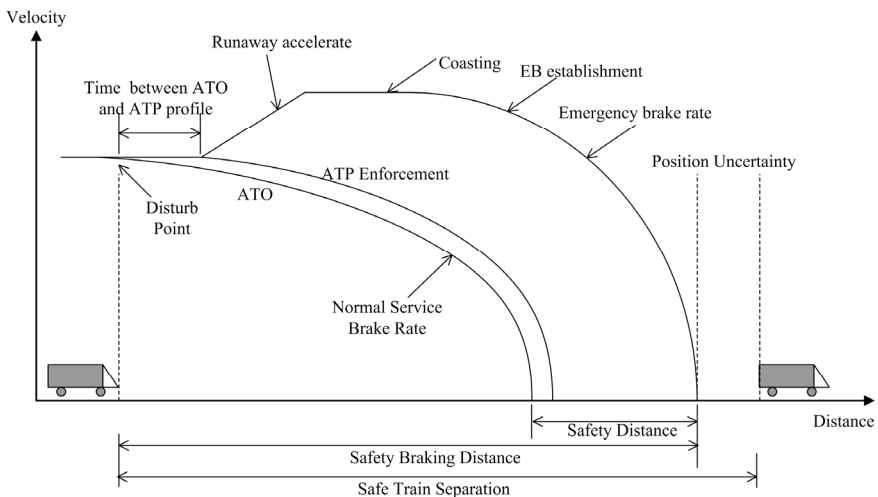 Velocity
Runaway accelerate
Coasting
EB establishment
Time between ATO
and ATP profile
Emergency brake rate
Position Uncertainty
ATP Enforcement
ATO
Disturb
Point
Normal Service
Brake Rate
Distance
Safety Distance
Safety Braking Distance
Safe Train Separation